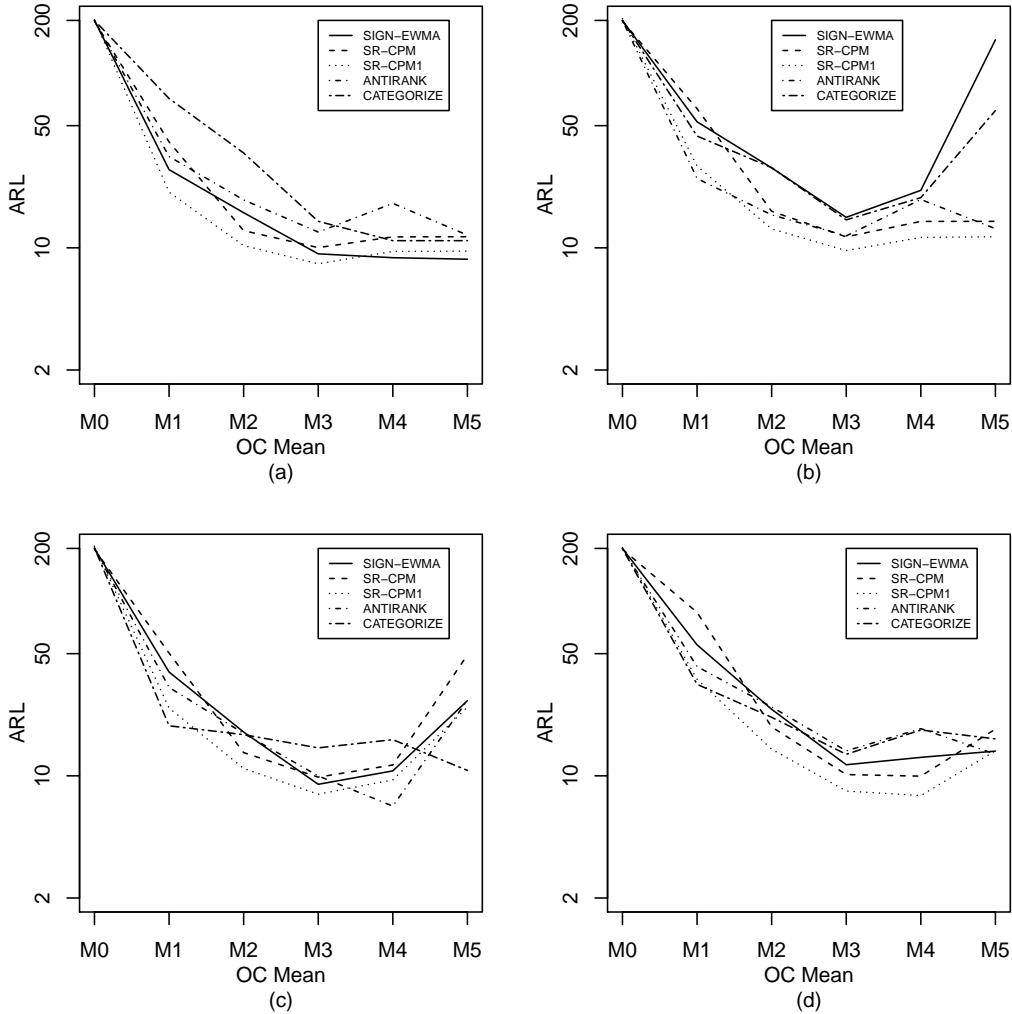 200
50
10
2
ARL
SIGN−EWMA
SR−CPM
SR−CPM1
ANTIRANK
CATEGORIZE
M0 M1 M2 M3 M4 M5
OC Mean
(a)
200
50
10
2
ARL
SIGN−EWMA
SR−CPM
SR−CPM1
ANTIRANK
CATEGORIZE
M0 M1 M2 M3 M4 M5
OC Mean
(b)
200
50
10
2
ARL
SIGN−EWMA
SR−CPM
SR−CPM1
ANTIRANK
CATEGORIZE
M0 M1 M2 M3 M4 M5
OC Mean
(c)
200
50
10
2
ARL
SIGN−EWMA
SR−CPM
SR−CPM1
ANTIRANK
CATEGORIZE
M0 M1 M2 M3 M4 M5
OC Mean
(d)